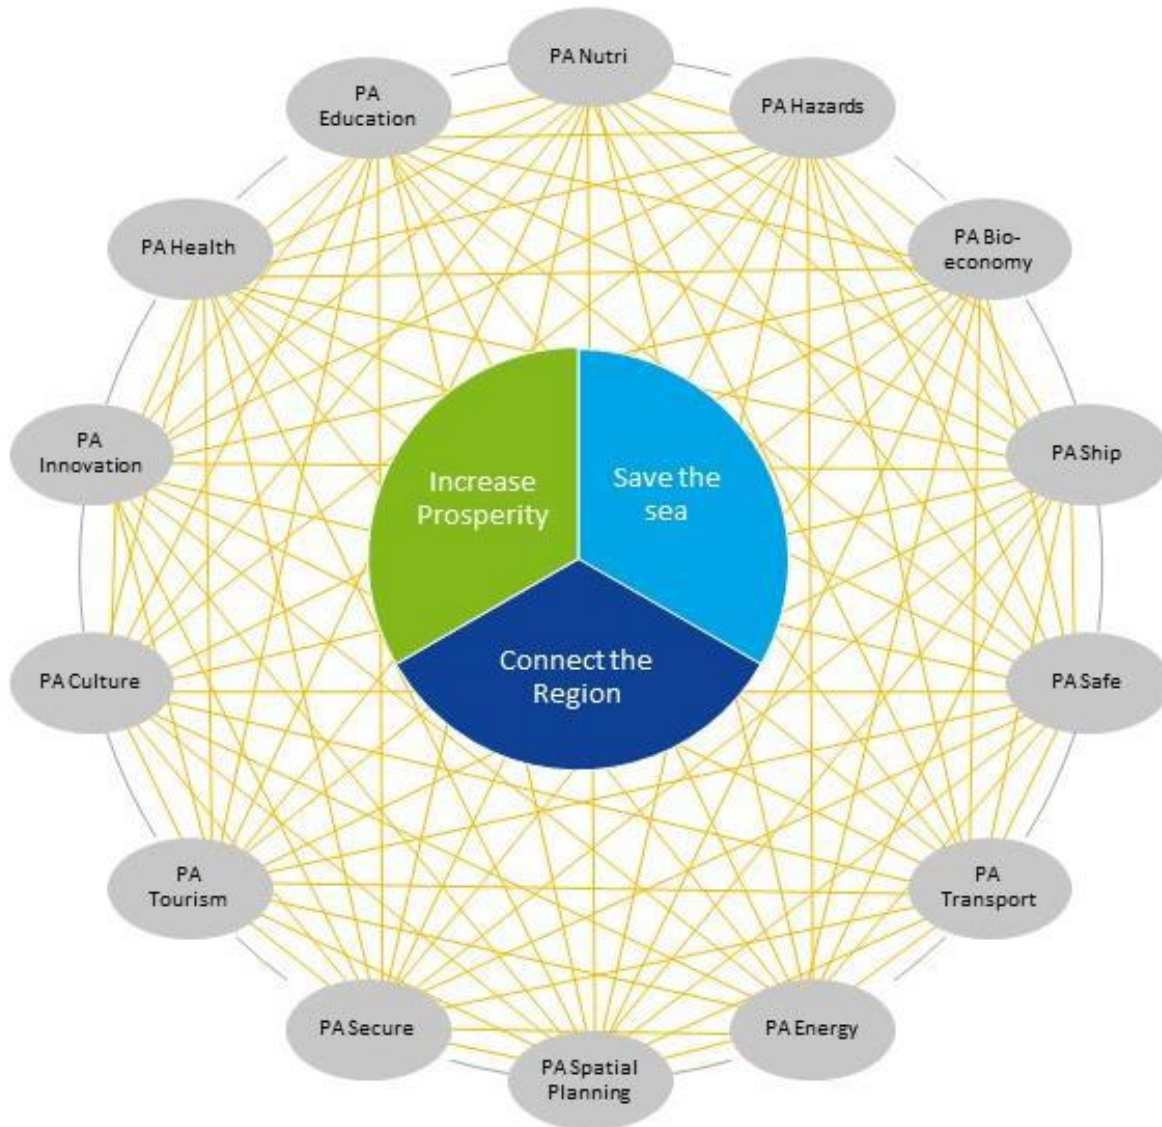 PA Nutri
PA
Education
PA Hazards
PA Health
PA Bio-
economy
PA
Innovation
PA Ship
Increase
Prosperity
Save the
sea
Connect the
Region
PA Culture
PA Safe
PA
Tourism
PA
Transport
PA Secure
PA Energy
PA Spatial
Planning